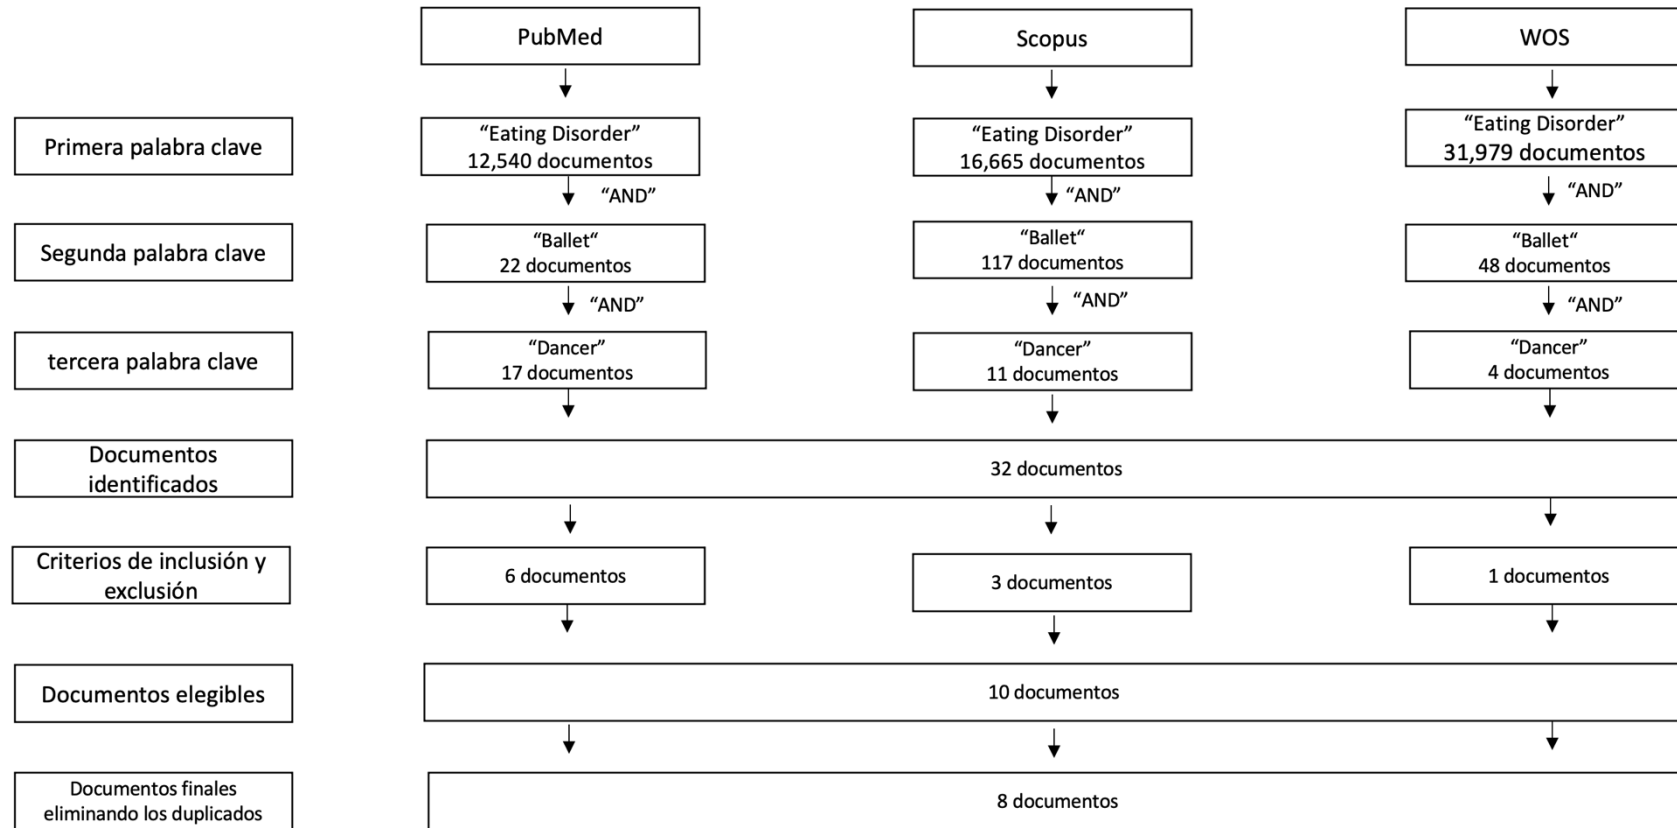 PubMed
Scopus
WOS
Primera palabra clave
“Eating Disorder”
12,540 documentos
“Eating Disorder”
16,665 documentos
“Eating Disorder”
31,979 documentos
“AND”
“AND”
“AND”
Segunda palabra clave
“Ballet“
22 documentos
“Ballet“
117 documentos
“Ballet“
48 documentos
“AND”
“AND”
“AND”
tercera palabra clave
“Dancer”
17 documentos
“Dancer”
11 documentos
“Dancer”
4 documentos
Documentos
identificados
32 documentos
Criterios de inclusión y
exclusión
6 documentos
3 documentos
1 documentos
Documentos elegibles
10 documentos
Documentos finales
eliminando los duplicados
8 documentos